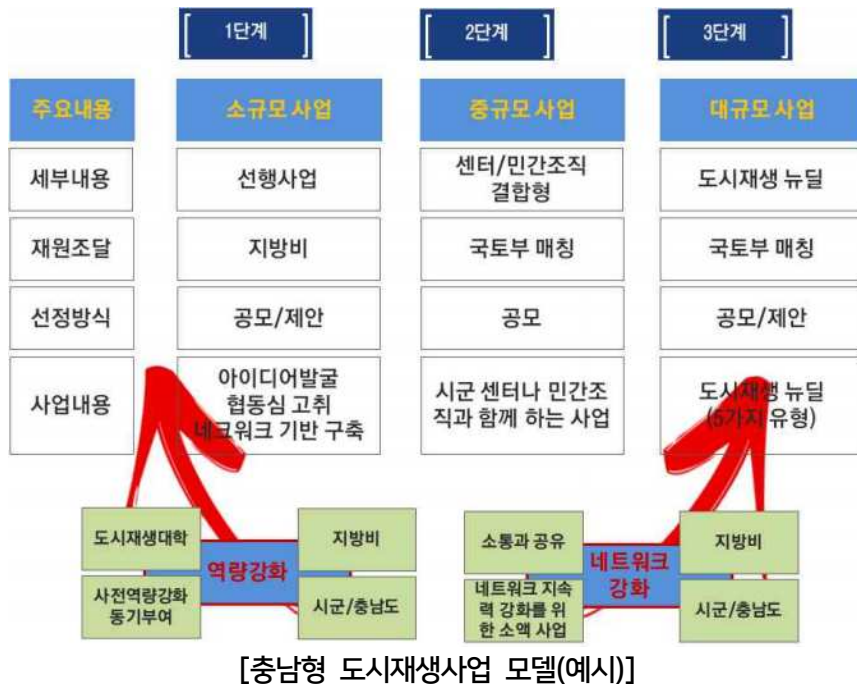 [ 1단계 ] [ 2단계 ] [ 3단계 ]
주요내용 소규모 사업 중규모 사업 대규모 사업
세부내용 선행사업 센터/민간조직 도시재생 뉴딜
결합형
재원조달 지방비 국토부 매칭 국토부 매칭
선정방식 공모/제안 공모 공모/제안
사업내용
아이디어발굴
협동심 고취
네크워크 기반 구축
시군 센터나 민간조
직과 함께 하는 사업
도시재생 뉴딜
(5가지 유형)
도시재생대학
지방비
역량강화
사전역량강화
동기부여
시군/충남도
소통과 공유
지방비
네트워크
강화
네트워크 지속
력 강화를 위
한 소액 사업
시군/충남도
[충남형 도시재생사업 모델(예시)]